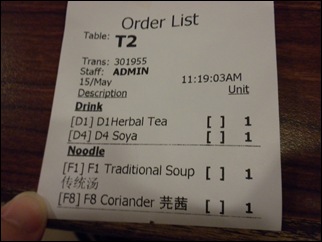 Order List
Table: T2
Trans: 301955
Staff: ADMIN
15/May 11:19:03AM
Description Unit
Drink
[D1] D1Herbal Tea [ ] 1
[D4] D4 Soya [ ] 1
Noodle
[F1] F1 Traditional Soup [ ] 1
传统汤
[F8] F8 Coriander 芫茜 [ ] 1